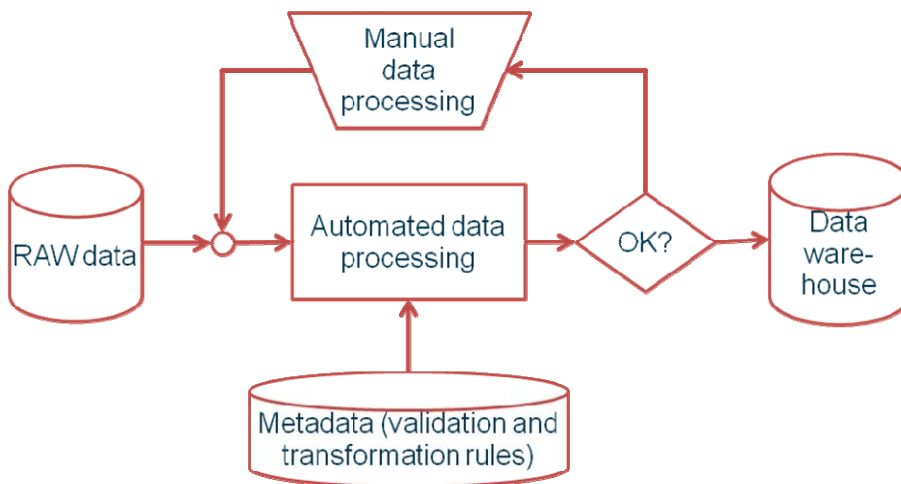 Manual
data
processing
RAW data
Automated data
processing
OK?
Data
ware-
house
Metadata (validation and
transformation rules)